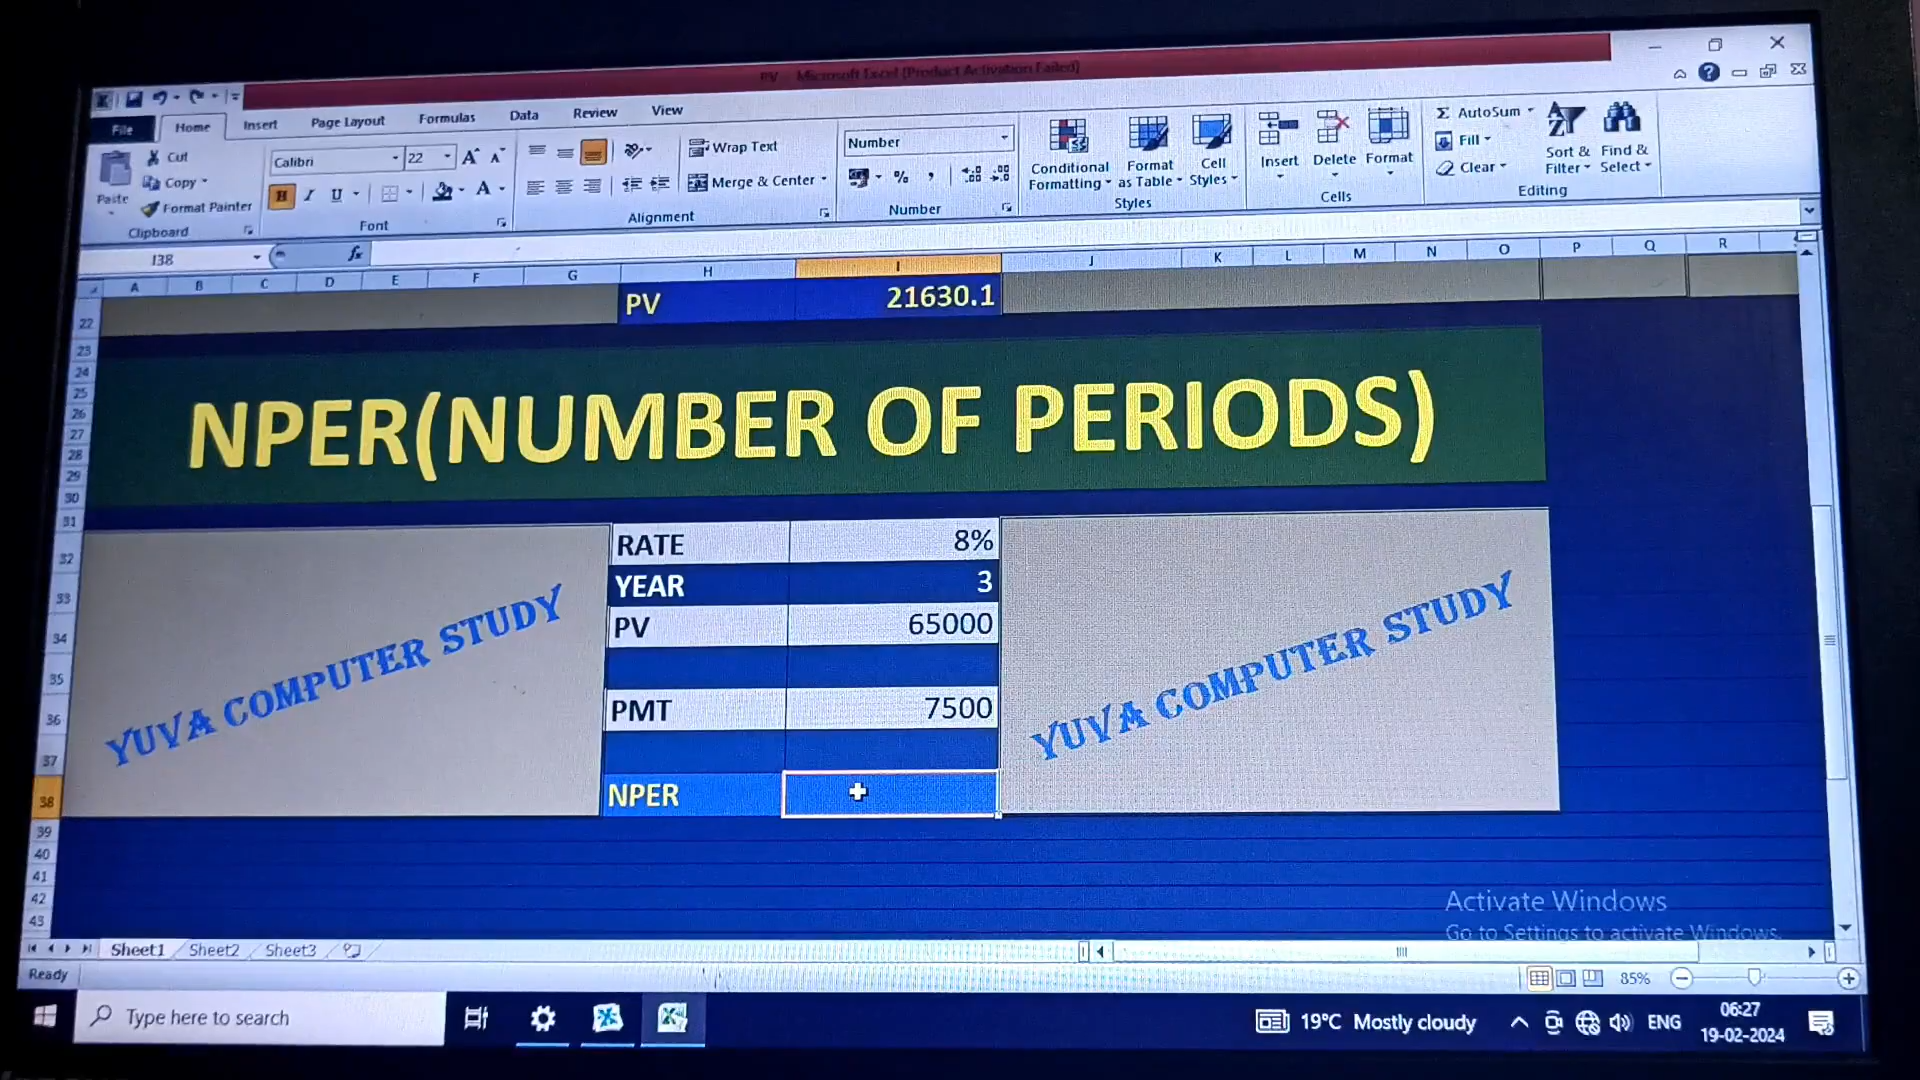 PV - Microsoft Excel (Product Activation Failed)
File Home Insert Page Layout Formulas Data Review View
Paste
Cut
Copy
Format Painter
Clipboard
Calibri 22
B I U
Font
Wrap Text
Merge & Center
Alignment
Number
%
Number
Conditional Formatting
Format as Table
Cell Styles
Styles
Insert Delete Format
Cells
Σ AutoSum
Fill
Clear
Sort & Filter
Find & Select
Editing
I38 fx
A B C D E F G H I J K L M N O P Q R
22 PV 21630.1
23
24
25
26
27
28
29
30
NPER(NUMBER OF PERIODS)
31
32 RATE 8%
33 YEAR 3
34 PV 65000
35
36 PMT 7500
37
38 NPER
39
40
41
42
43
YUVA COMPUTER STUDY
YUVA COMPUTER STUDY
Activate Windows
Go to Settings to activate Windows.
Sheet1 Sheet2 Sheet3
Ready 85%
Type here to search
19°C Mostly cloudy
ENG
06:27
19-02-2024